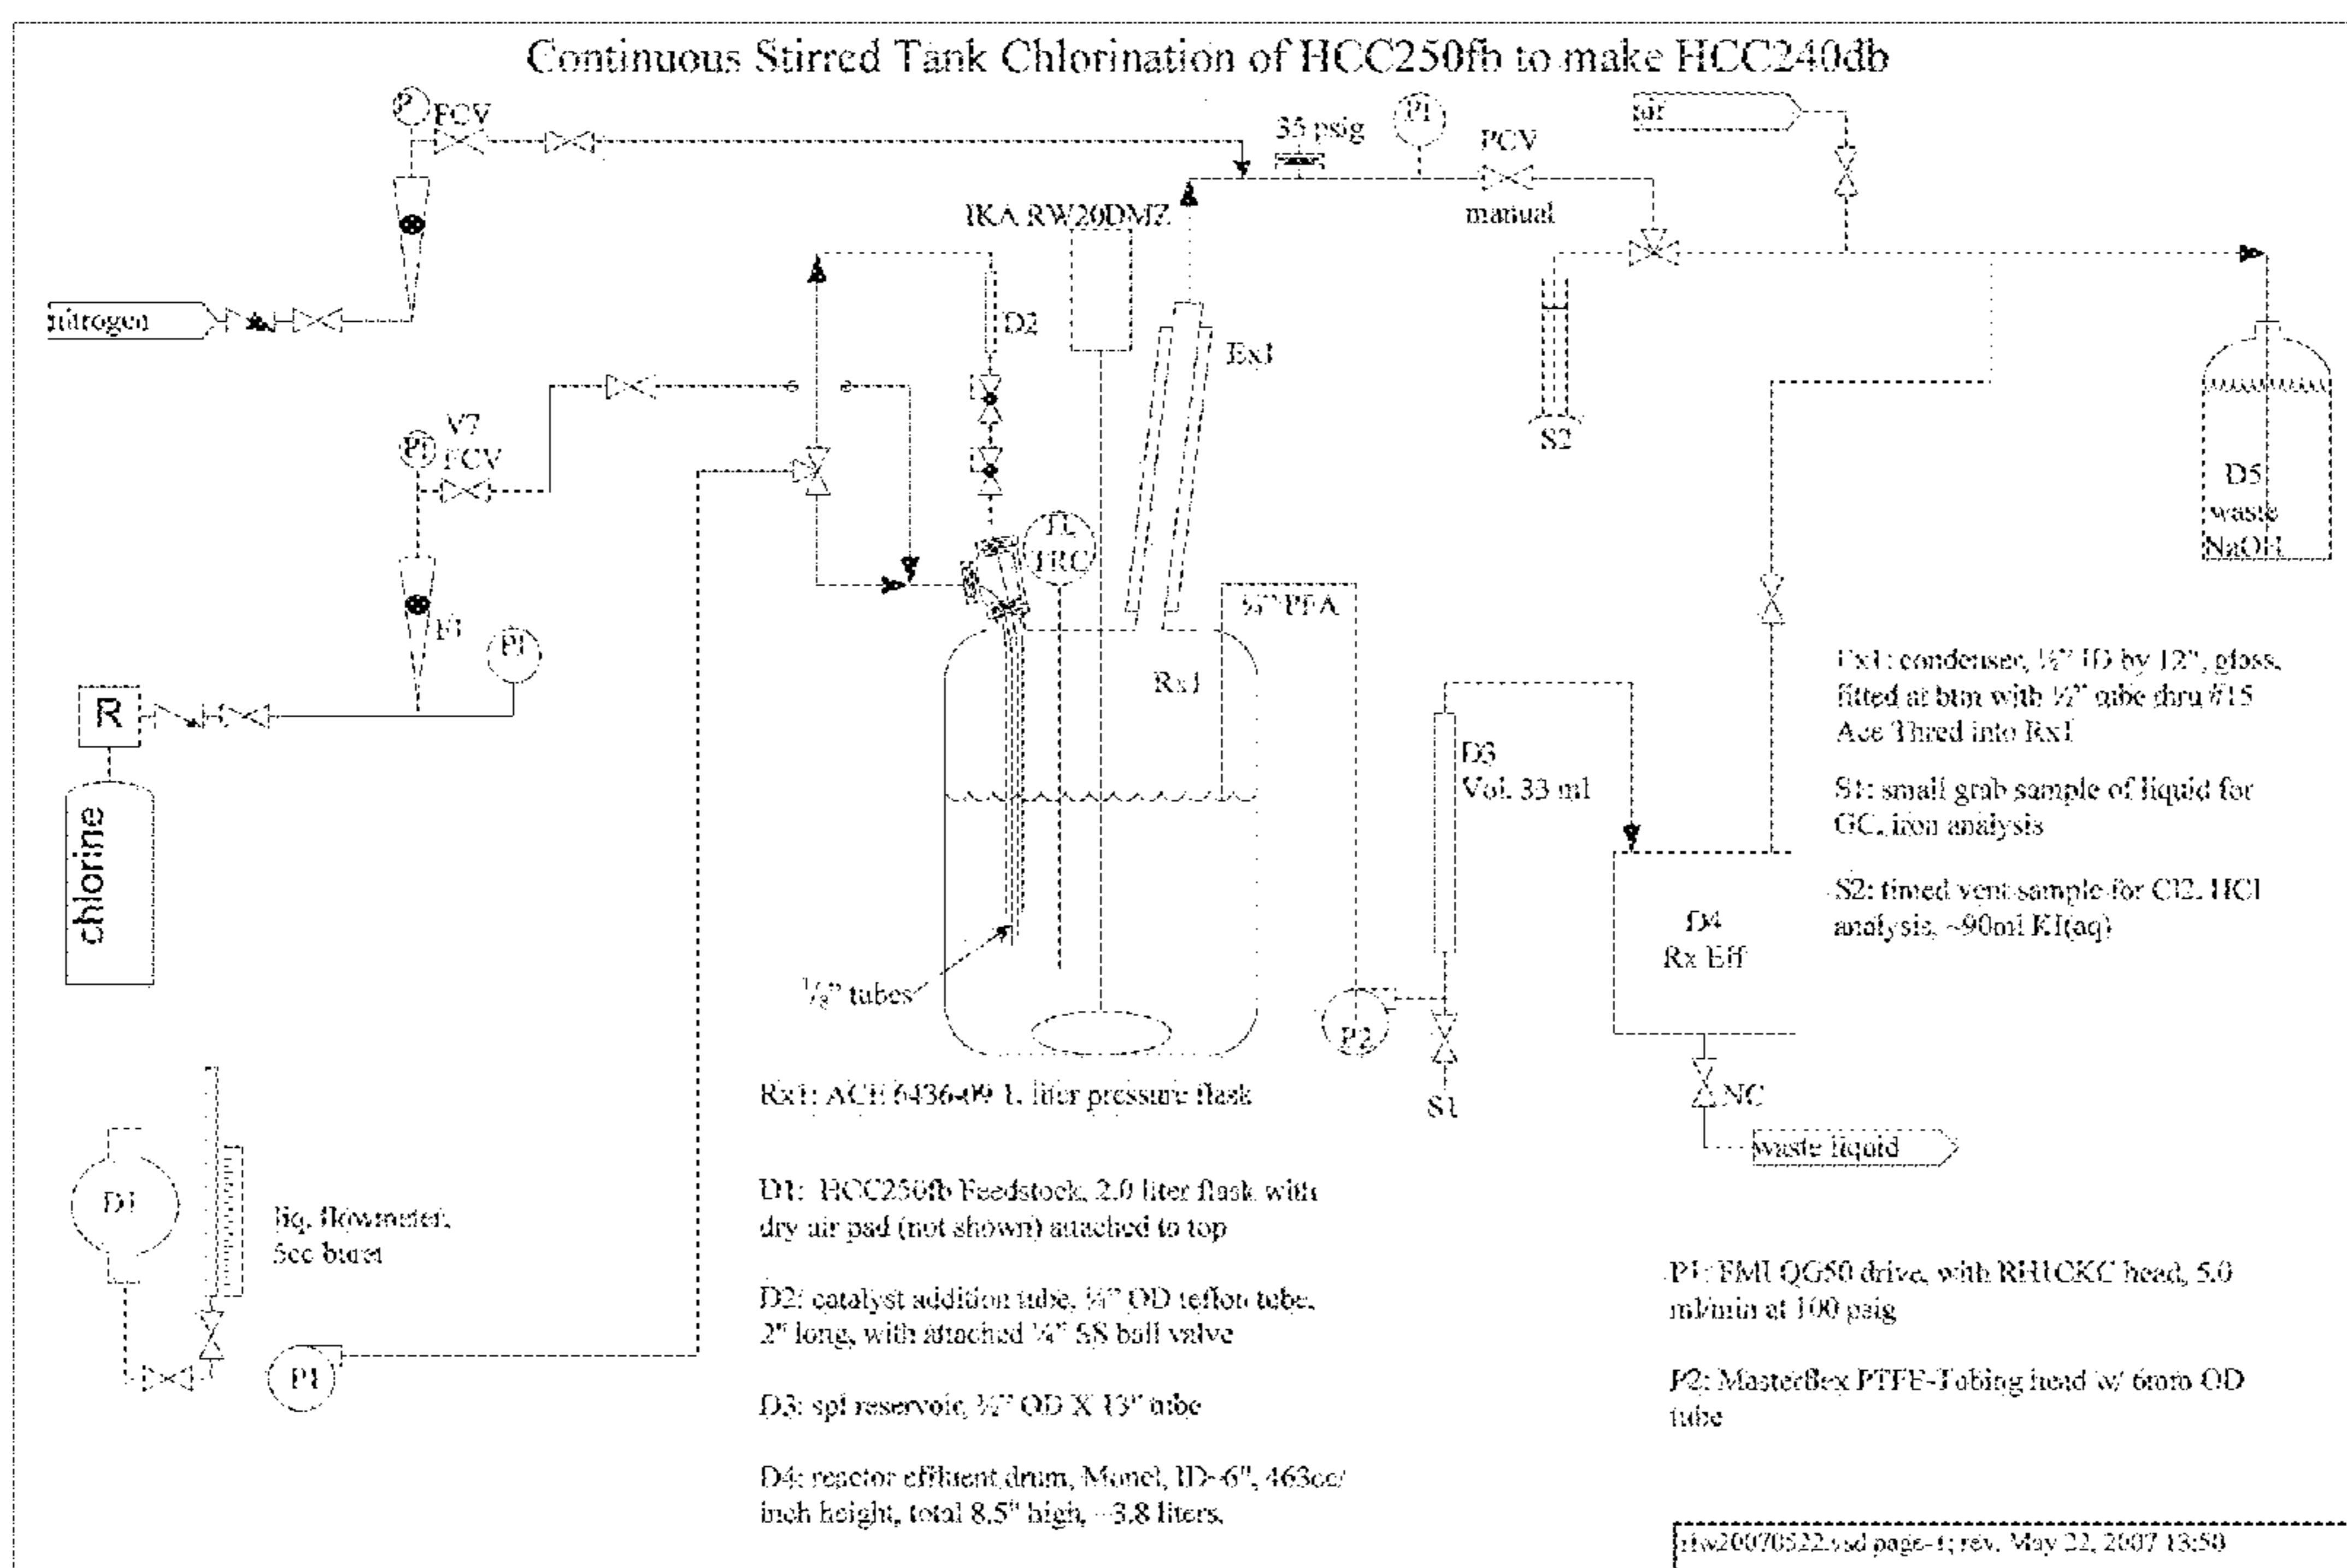 Continuous Stirred Tank Chlorination of HCC250fb to make HCC240db
P
FCV
35 psig
PI
PCV
manual
air
IKA RW20DMZ
nitrogen
D2
Ex1
S2
V7
PI
FCV
D5
waste
NaOH
TI,
TRC
F1
PI
¼" PFA
Rx1
R
chlorine
D3
Vol. 33 ml
Ex1: condenser, ½" ID by 12", glass,
fitted at btm with ½" tube thru #15
Ace Thred into Rx1
S1: small grab sample of liquid for
GC, iron analysis
S2: timed vent sample for Cl2, HCl
analysis, ~90ml KI(aq)
D4
Rx Eff
⅛" tubes
P2
S1
NC
waste liquid
Rx1: ACE 6436-09 1. liter pressure flask
D1
liq. flowmeter,
5cc buret
P1
D1: HCC250fb Feedstock, 2.0 liter flask with
dry air pad (not shown) attached to top
D2: catalyst addition tube, ¼" OD teflon tube,
2" long, with attached ¼" SS ball valve
D3: spl reservoir, ½" OD X 13" tube
D4: reactor effluent drum, Monel, ID~6", 463cc/
inch height, total 8.5" high, ~3.8 liters.
P1: FMI QG50 drive, with RH1CKC head, 5.0
ml/min at 100 psig
P2: Masterflex PTFE-Tubing head w/ 6mm OD
tube
page-1; rev. May 22, 2007 13:50